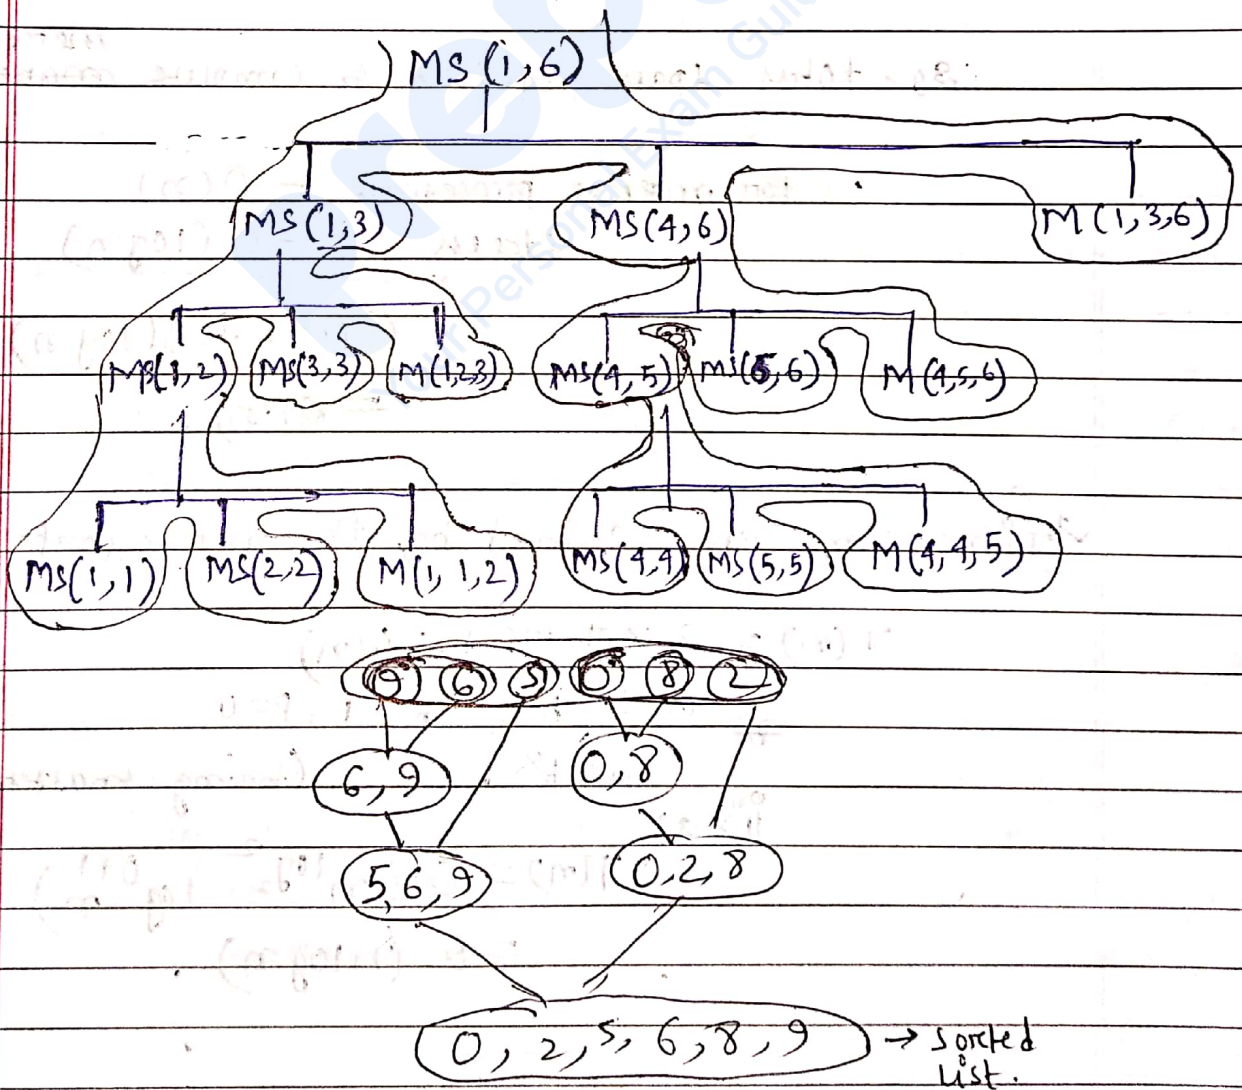 MS(1,6)
MS(1,3) MS(4,6) M(1,3,6)
MS(1,2) MS(3,3) M(1,2,3) MS(4,5) MS(6,6) M(4,5,6)
MS(1,1) MS(2,2) M(1,1,2) MS(4,4) MS(5,5) M(4,4,5)
9 6 5 0 8 2
6,9 0,8
5,6,9 0,2,8
0, 2, 5, 6, 8, 9 → sorted
List.